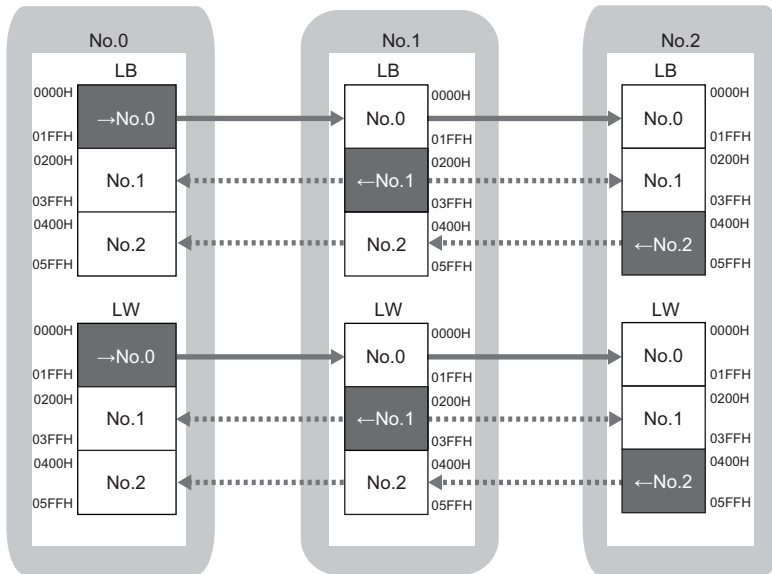 No.0
LB
0000H
→No.0
01FFH
0200H
No.1
03FFH
0400H
No.2
05FFH
LW
0000H
→No.0
01FFH
0200H
No.1
03FFH
0400H
No.2
05FFH
No.1
LB
0000H
No.0
01FFH
0200H
←No.1
03FFH
0400H
No.2
05FFH
LW
0000H
No.0
01FFH
0200H
←No.1
03FFH
0400H
No.2
05FFH
No.2
LB
0000H
No.0
01FFH
0200H
No.1
03FFH
0400H
←No.2
05FFH
LW
0000H
No.0
01FFH
0200H
No.1
03FFH
0400H
←No.2
05FFH